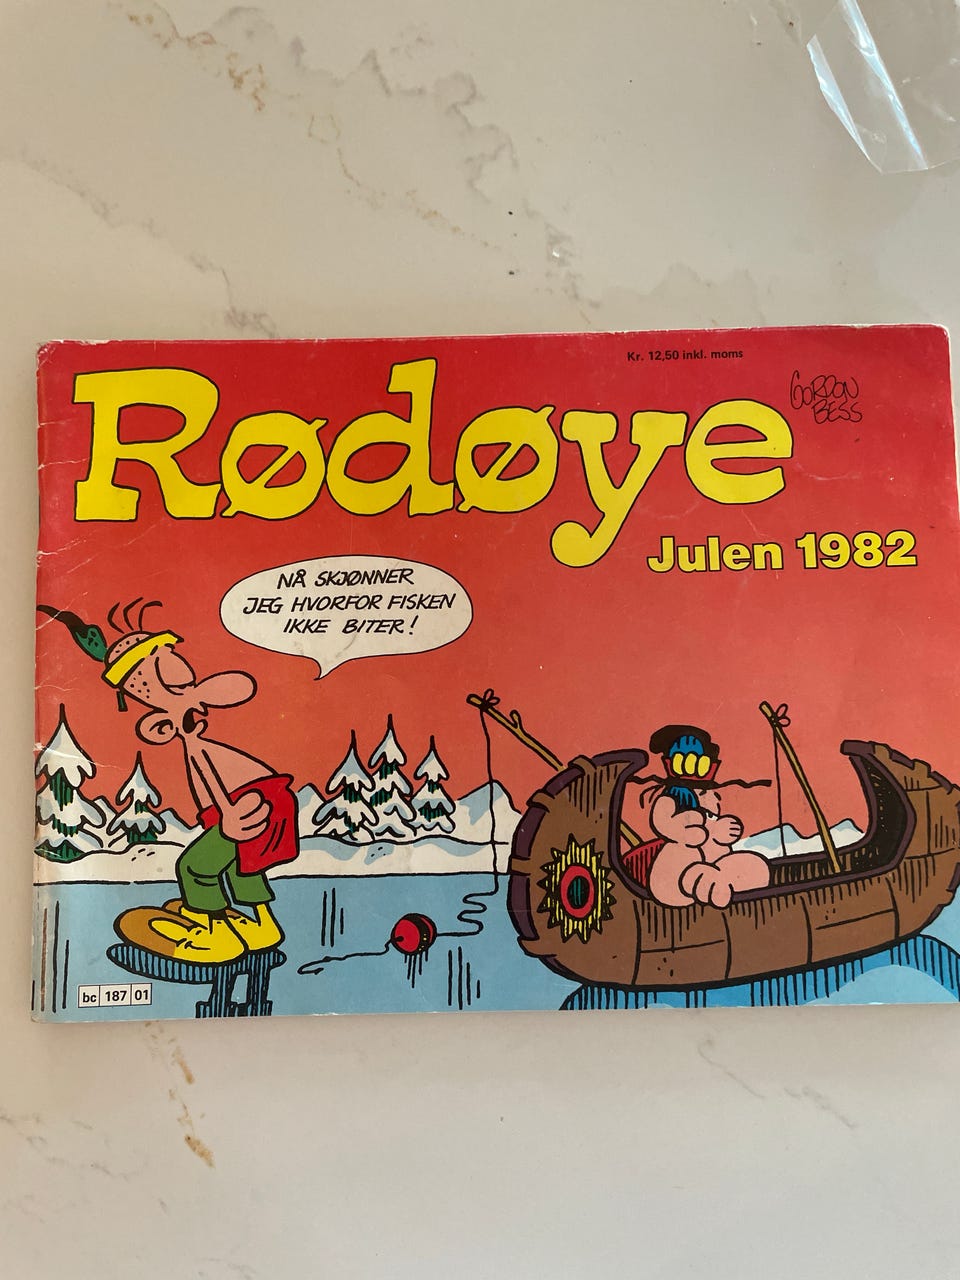 Kr. 12,50 inkl. moms
Rødøye
GORDON
BESS
Julen 1982
NÅ SKJØNNER
JEG HVORFOR FISKEN
IKKE BITER!
bc 187 01